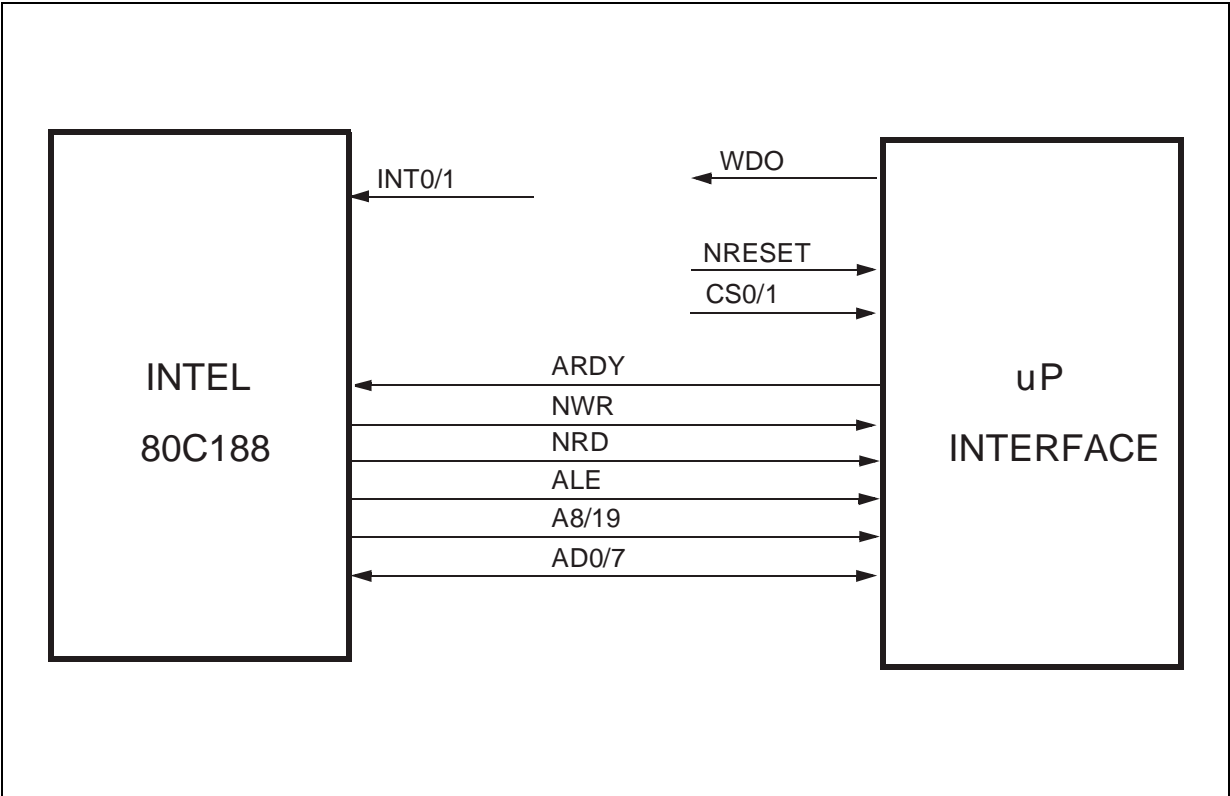 WDO
INT0/1
NRESET
CS0/1
INTEL
80C188
ARDY
NWR
NRD
ALE
A8/19
AD0/7
uP
INTERFACE